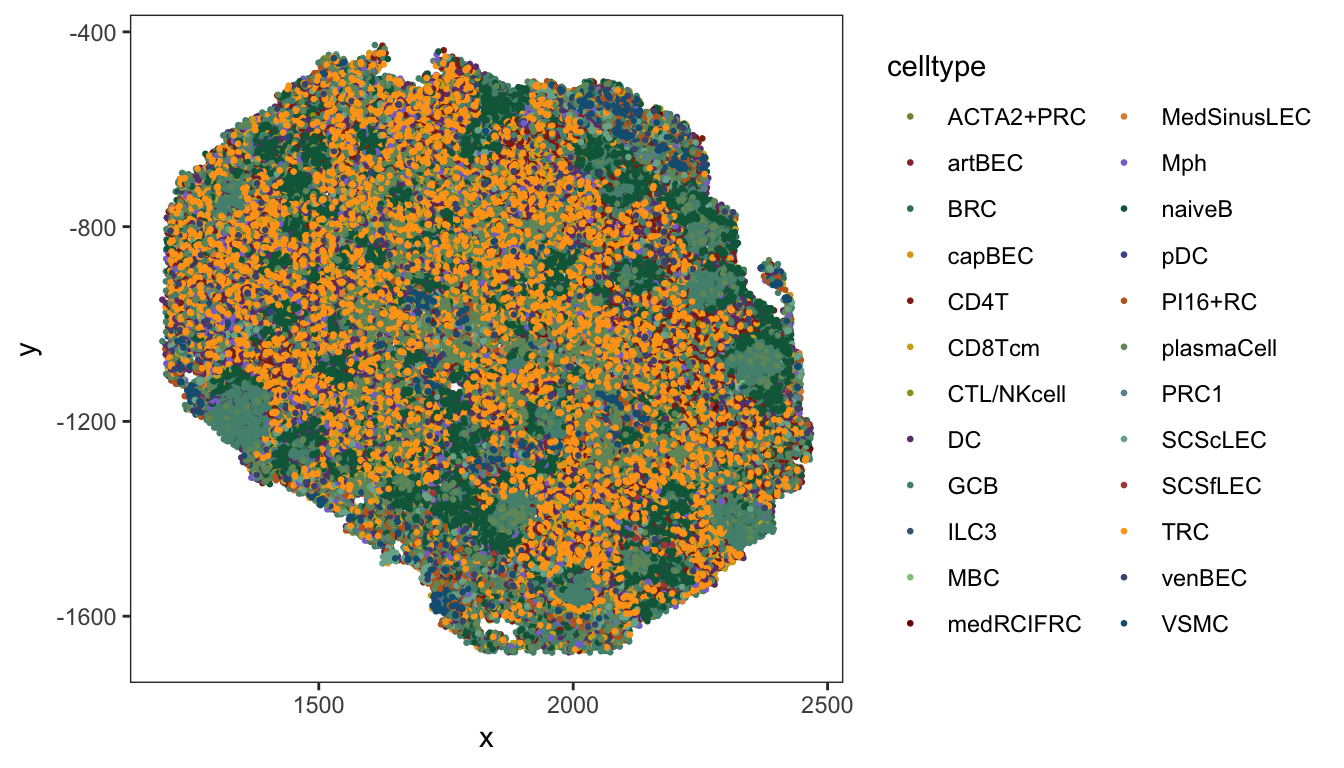 -400
-800
-1200
-1600
y
1500
2000
2500
x
celltype
ACTA2+PRC
artBEC
BRC
capBEC
CD4T
CD8Tcm
CTL/NKcell
DC
GCB
ILC3
MBC
medRCIFRC
MedSinusLEC
Mph
naiveB
pDC
PI16+RC
plasmaCell
PRC1
SCScLEC
SCSfLEC
TRC
venBEC
VSMC